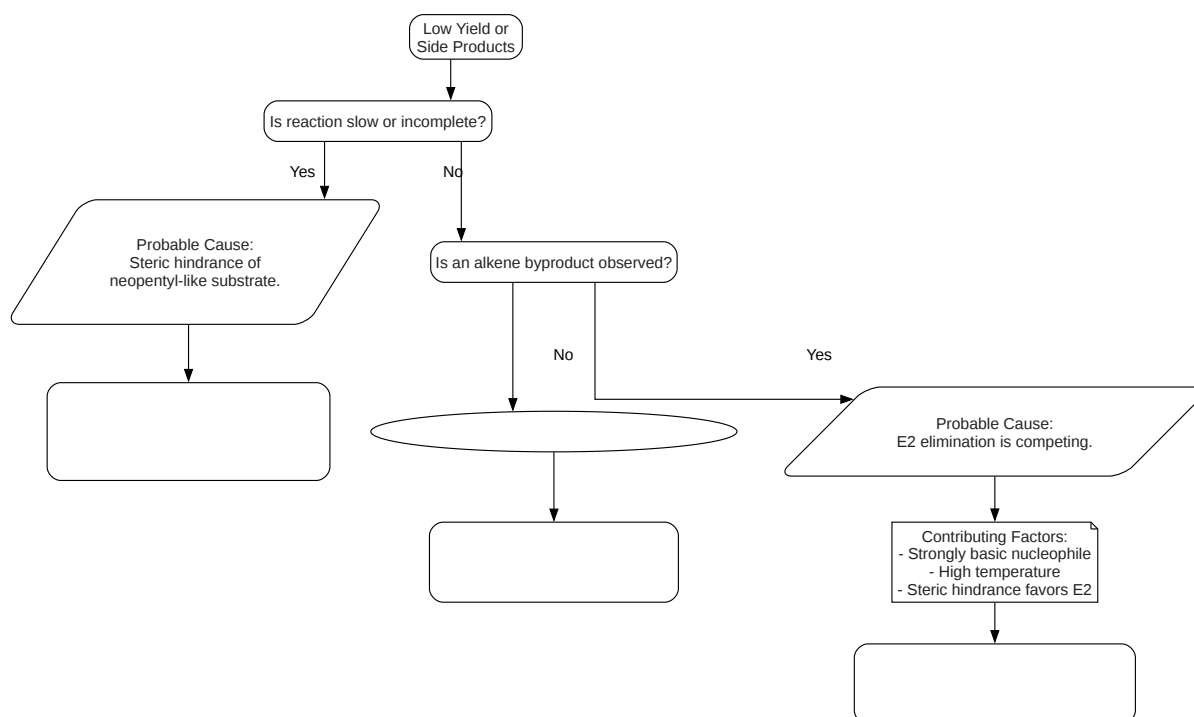 Low Yield or
Side Products
Is reaction slow or incomplete?
Yes
No
Probable Cause:
Steric hindrance of
neopentyl-like substrate.
Is an alkene byproduct observed?
No
Yes
Probable Cause:
E2 elimination is competing.
Contributing Factors:
- Strongly basic nucleophile
- High temperature
- Steric hindrance favors E2